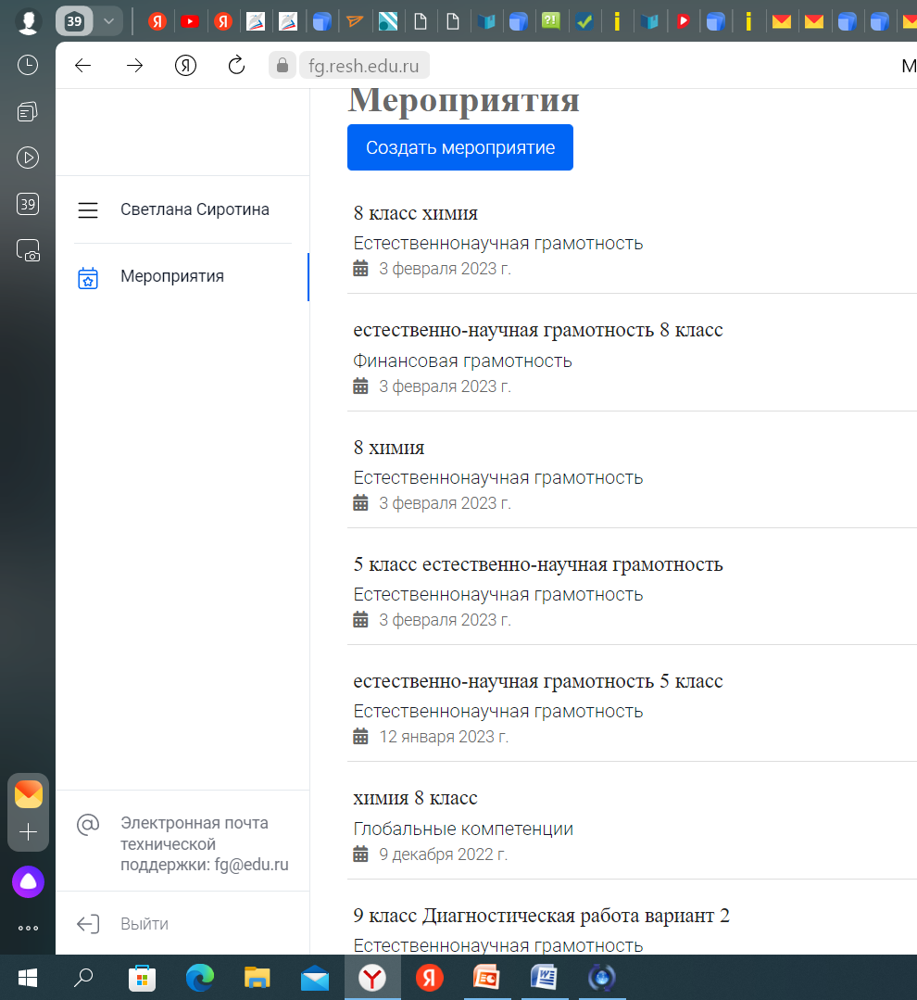 39
fg.resh.edu.ru
М
39
Мероприятия
Создать мероприятие
Светлана Сиротина
Мероприятия
8 класс химия
Естественнонаучная грамотность
3 февраля 2023 г.
естественно-научная грамотность 8 класс
Финансовая грамотность
3 февраля 2023 г.
8 химия
Естественнонаучная грамотность
3 февраля 2023 г.
5 класс естественно-научная грамотность
Естественнонаучная грамотность
3 февраля 2023 г.
естественно-научная грамотность 5 класс
Естественнонаучная грамотность
12 января 2023 г.
химия 8 класс
Глобальные компетенции
9 декабря 2022 г.
9 класс Диагностическая работа вариант 2
Естественнонаучная грамотность
Электронная почта
технической
поддержки: fg@edu.ru
Выйти